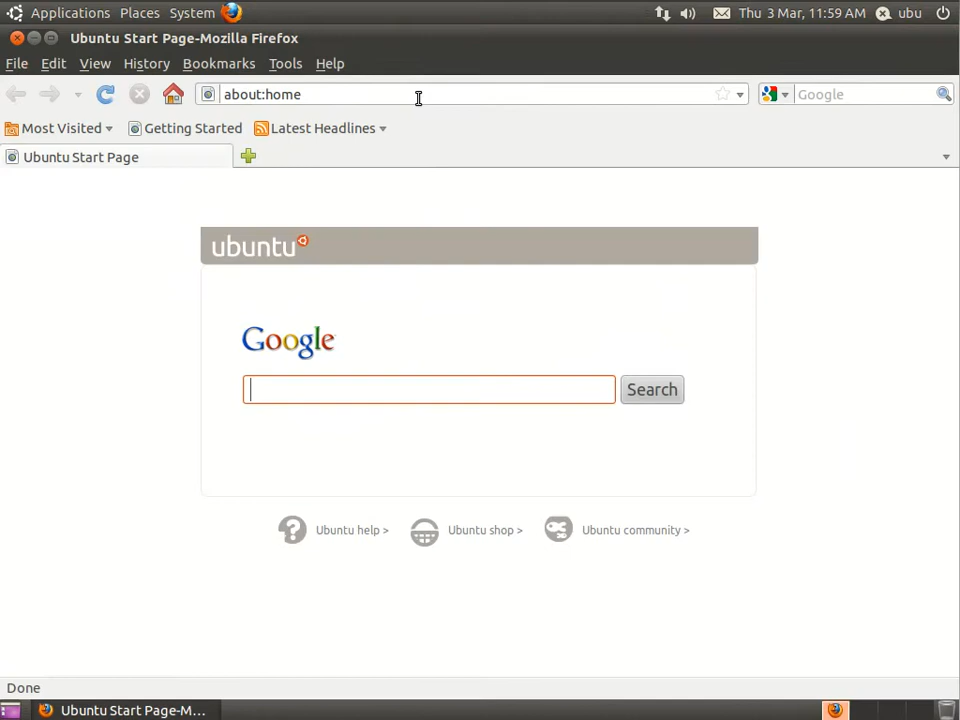 Applications Places System Thu 3 Mar, 11:59 AM ubu
Ubuntu Start Page-Mozilla Firefox
File Edit View History Bookmarks Tools Help
about:home Google
Most Visited Getting Started Latest Headlines
Ubuntu Start Page
ubuntu
Google
Search
Ubuntu help > Ubuntu shop > Ubuntu community >
Done
Ubuntu Start Page-M...